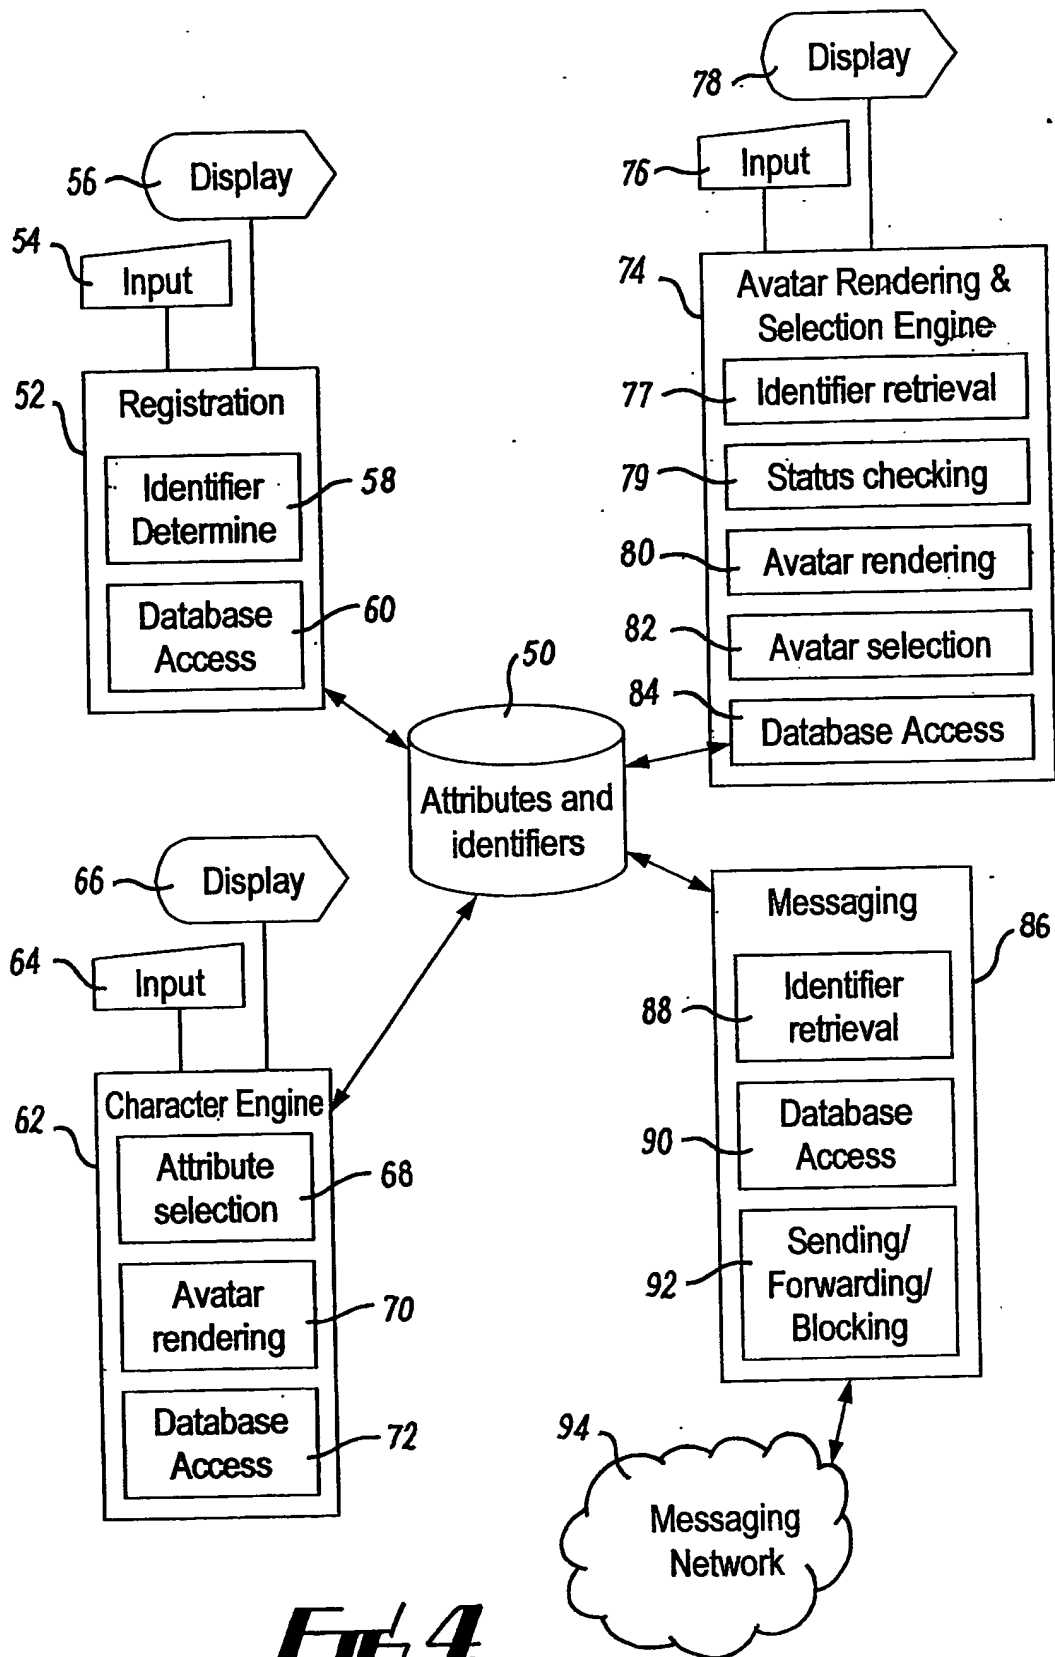 78
Display
76
Input
74
Avatar Rendering &
Selection Engine
77
Identifier retrieval
79
Status checking
80
Avatar rendering
82
Avatar selection
84
Database Access
56
Display
54
Input
52
Registration
Identifier
Determine
58
Database
Access
60
50
Attributes and
identifiers
66
Display
64
Input
62
Character Engine
Attribute
selection
68
Avatar
rendering
70
Database
Access
72
Messaging
86
88
Identifier
retrieval
90
Database
Access
92
Sending/
Forwarding/
Blocking
94
Messaging
Network
FIG 4